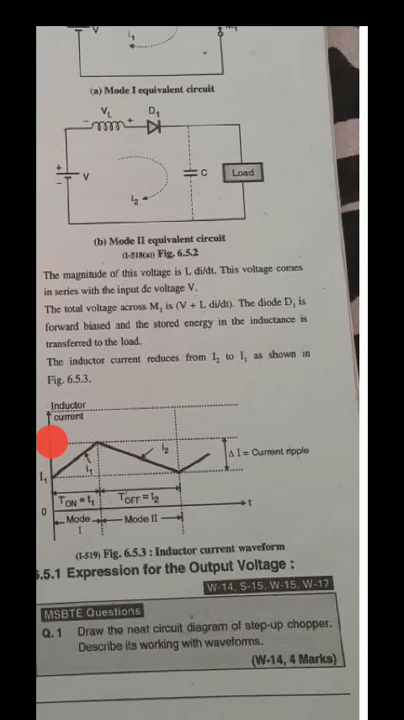 V
i₁
(a) Mode I equivalent circuit
V_L D₁
- +
+
- V
C
Load
i₂
(b) Mode II equivalent circuit
(I-518(a)) Fig. 6.5.2
The magnitude of this voltage is L di/dt. This voltage comes
in series with the input dc voltage V.
The total voltage across M₁ is (V + L di/dt). The diode D₁ is
forward biased and the stored energy in the inductance is
transferred to the load.
The inductor current reduces from I₂ to I₁ as shown in
Fig. 6.5.3.
Inductor
current
i₁ i₂
Δ I = Current ripple
I₁
T_ON = t₁ T_OFF = t₂
0 t
Mode Mode II
I
(I-519) Fig. 6.5.3 : Inductor current waveform
.5.1 Expression for the Output Voltage :
W-14, S-15, W-15, W-17
MSBTE Questions
Q. 1 Draw the neat circuit diagram of step-up chopper.
Describe its working with waveforms.
(W-14, 4 Marks)